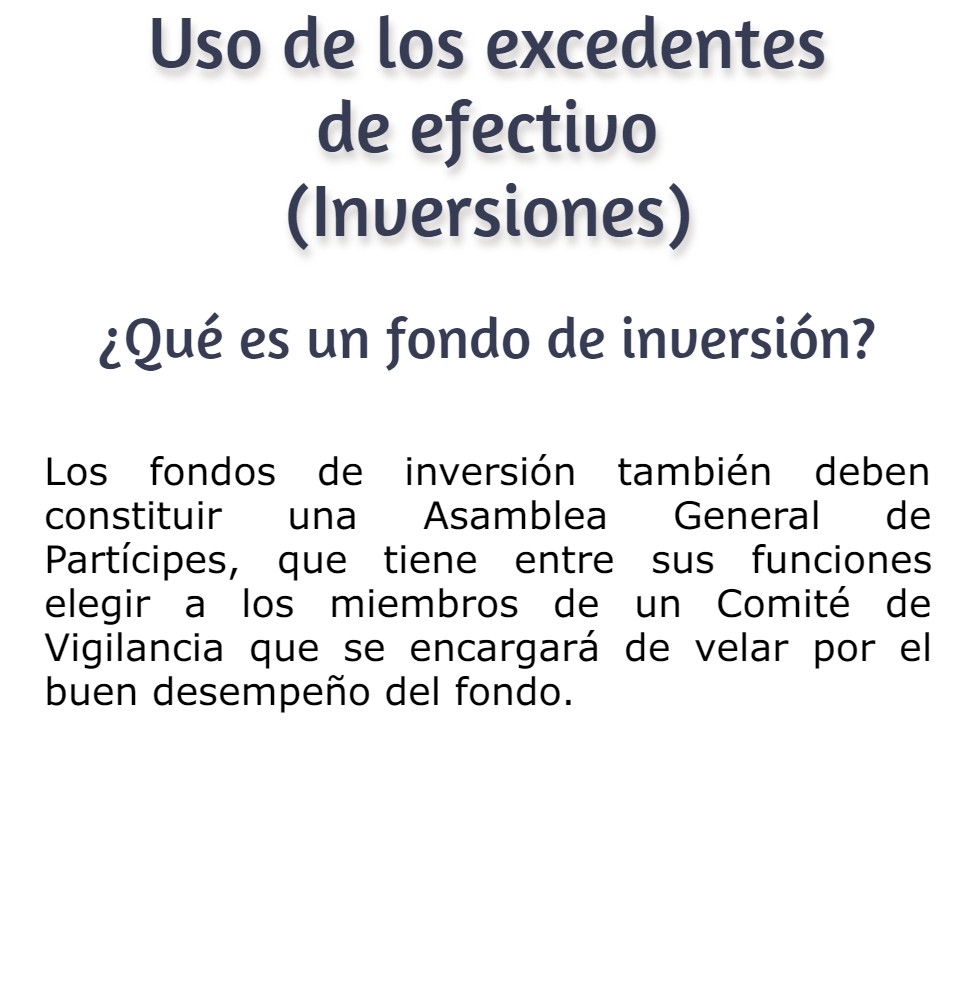 Uso de los excedentes
de efectivo
(Inversiones)
¿Qué es un fondo de inversión?
Los fondos de inversión también deben
constituir una Asamblea General de
Partícipes, que tiene entre sus funciones
elegir a los miembros de un Comité de
Vigilancia que se encargará de velar por el
buen desempeño del fondo.